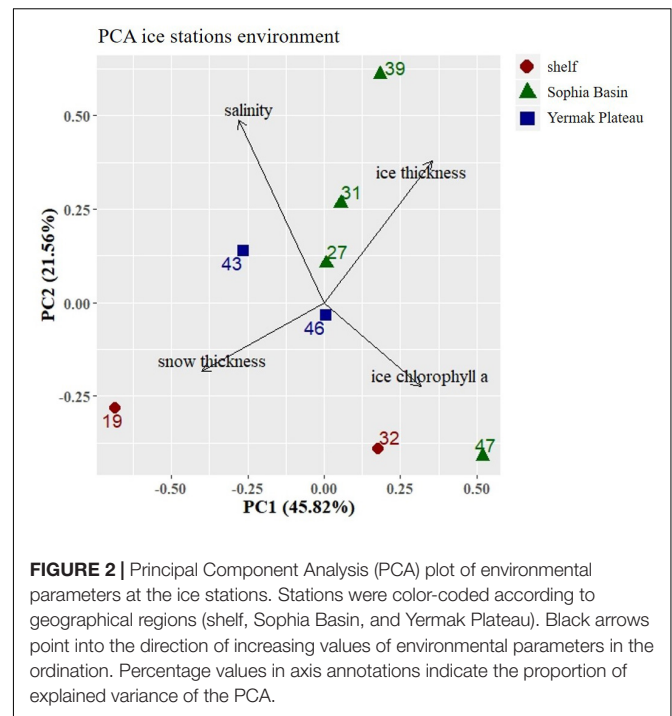 PCA ice stations environment
shelf
Sophia Basin
Yermak Plateau
39
salinity
0.50
ice thickness
31
0.25
27
43
0.00
46
snow thickness
ice chlorophyll a
-0.25
19
32
47
-0.50 -0.25 0.00 0.25 0.50
PC1 (45.82%)
PC2 (21.56%)
FIGURE 2 | Principal Component Analysis (PCA) plot of environmental
parameters at the ice stations. Stations were color-coded according to
geographical regions (shelf, Sophia Basin, and Yermak Plateau). Black arrows
point into the direction of increasing values of environmental parameters in the
ordination. Percentage values in axis annotations indicate the proportion of
explained variance of the PCA.